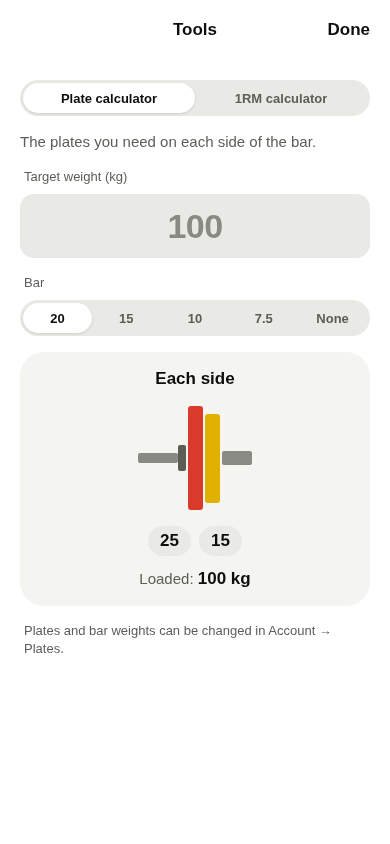 Tools
Done
Plate calculator
1RM calculator
The plates you need on each side of the bar.
Target weight (kg)
100
Bar
20
15
10
7.5
None
Each side
25
15
Loaded: 100 kg
Plates and bar weights can be changed in Account →
Plates.